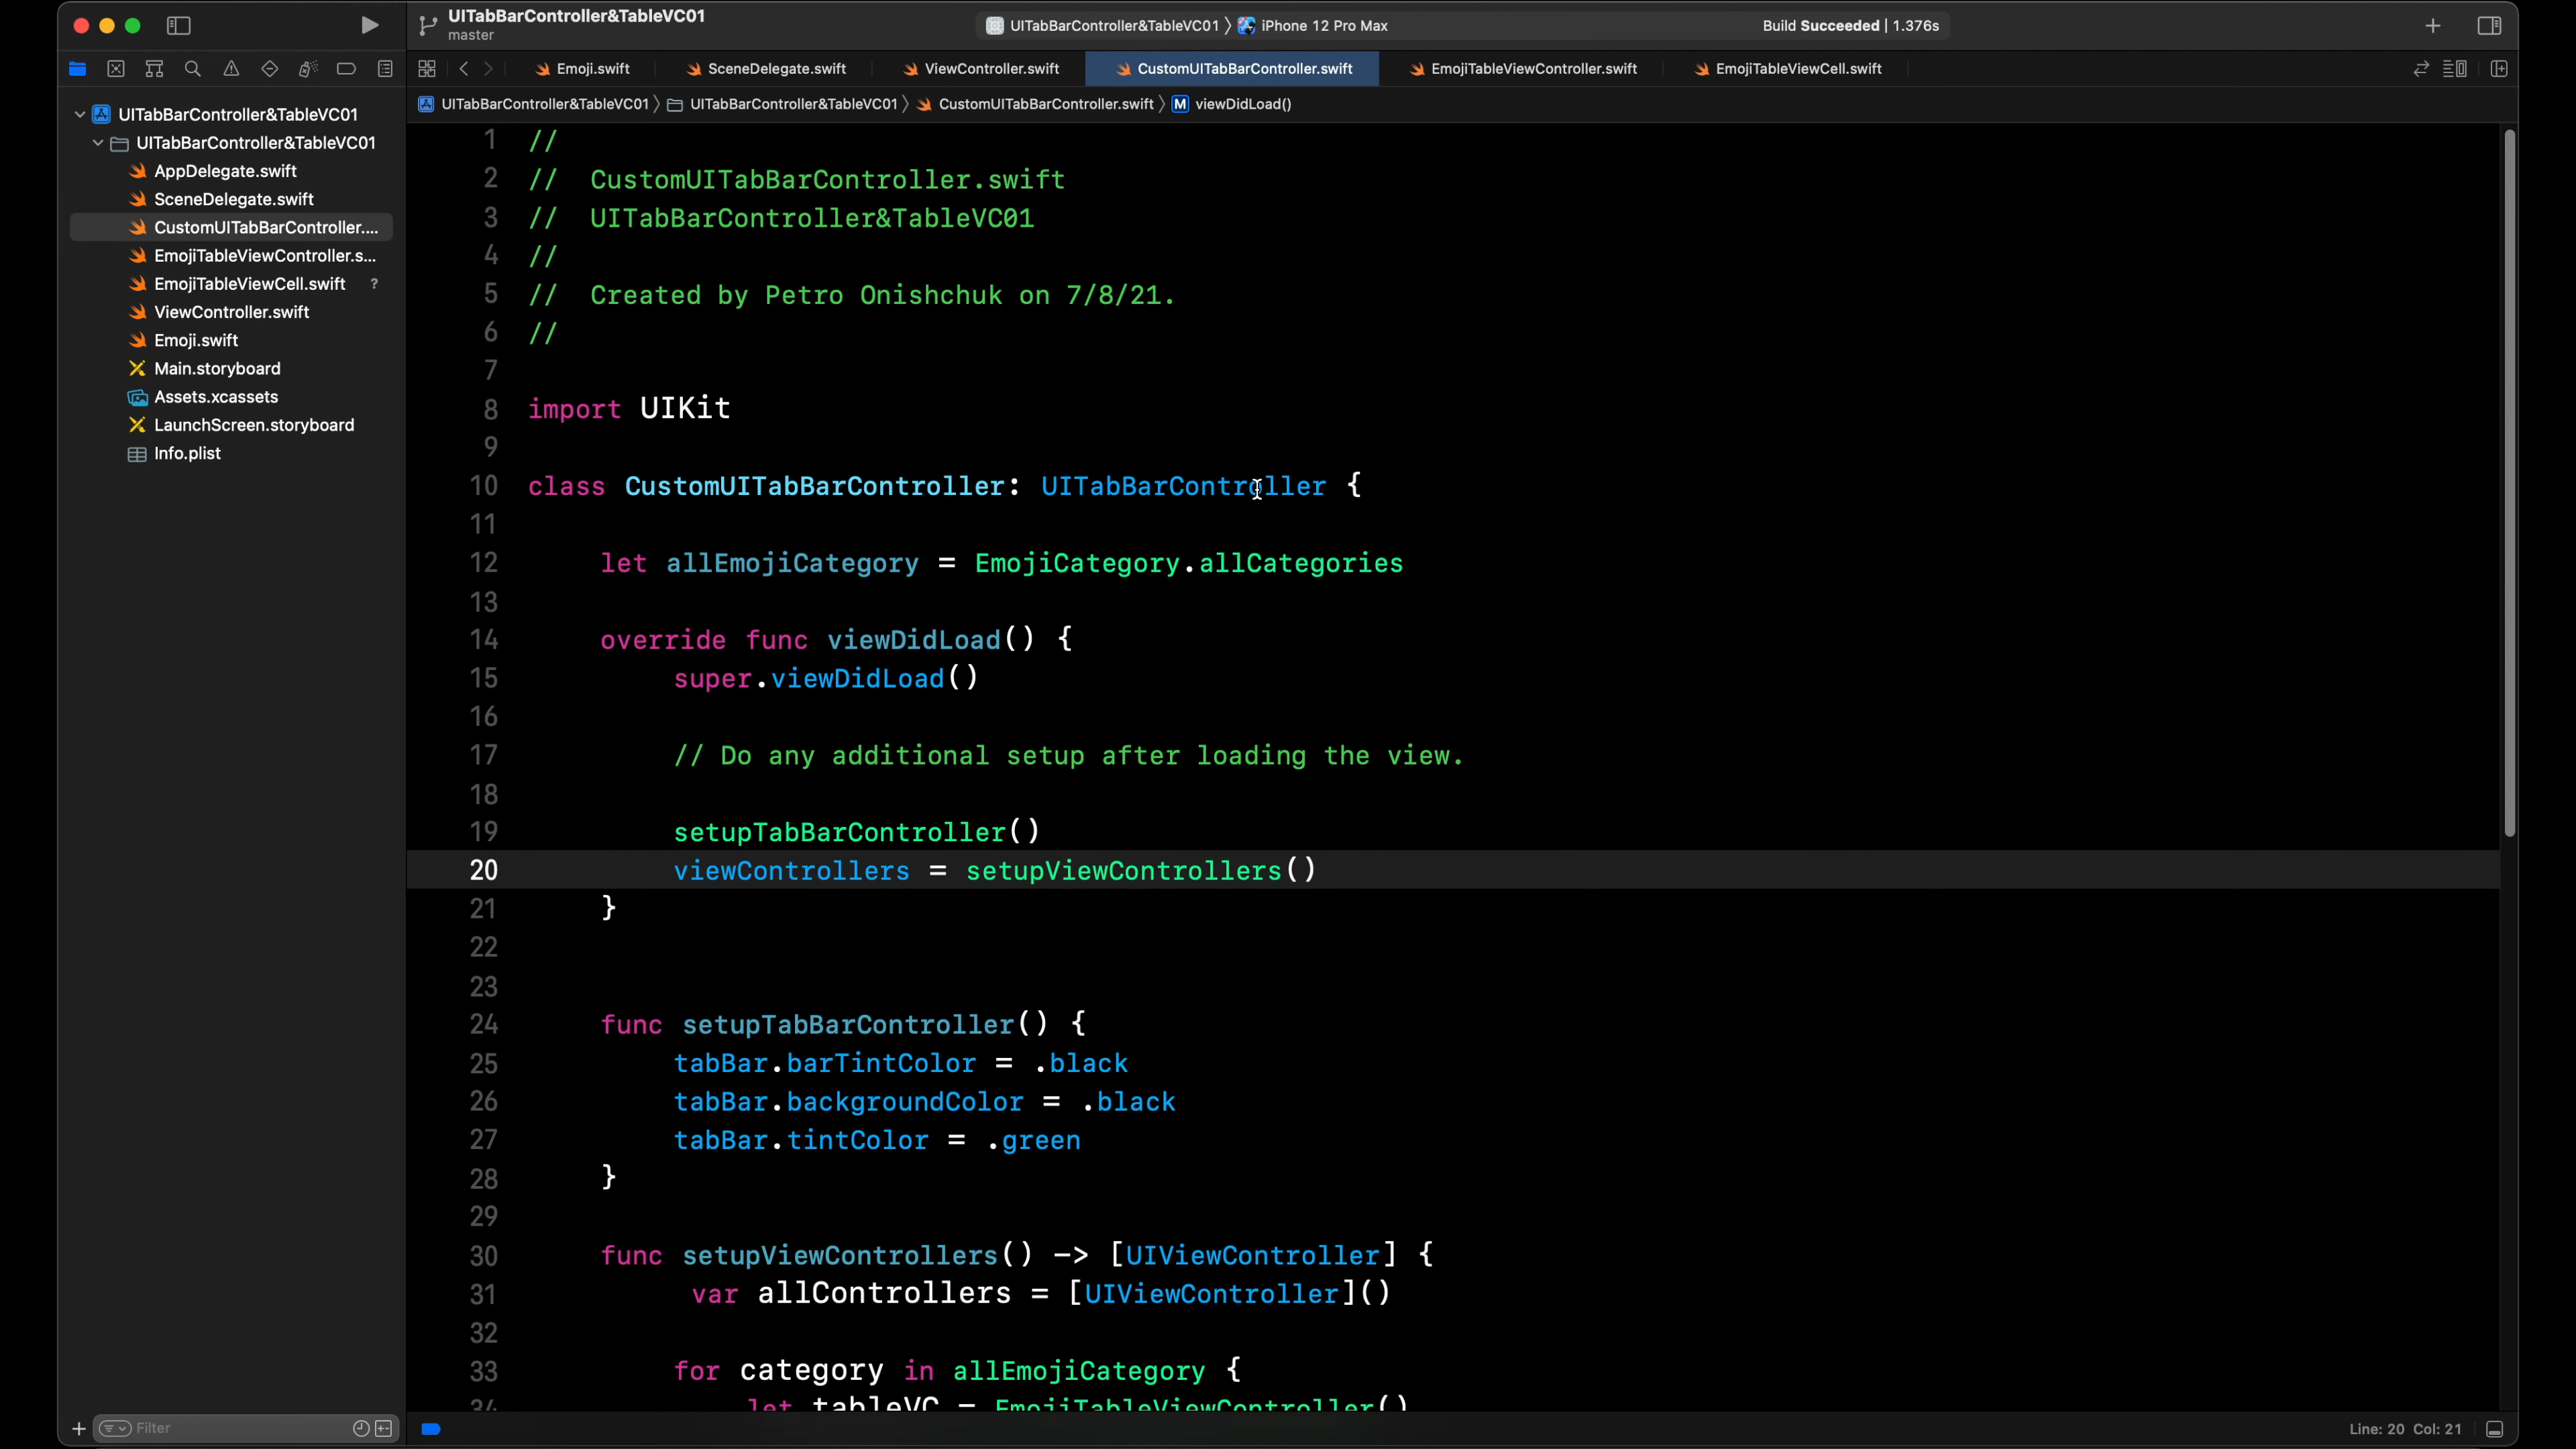 UITabBarController&TableVC01
master
UITabBarController&TableVC01 〉 iPhone 12 Pro Max
Build Succeeded | 1.376s
Emoji.swift
SceneDelegate.swift
ViewController.swift
CustomUITabBarController.swift
EmojiTableViewController.swift
EmojiTableViewCell.swift
UITabBarController&TableVC01 〉 UITabBarController&TableVC01 〉 CustomUITabBarController.swift 〉 M viewDidLoad()
UITabBarController&TableVC01
UITabBarController&TableVC01
AppDelegate.swift
SceneDelegate.swift
CustomUITabBarController....
EmojiTableViewController.s...
EmojiTableViewCell.swift ?
ViewController.swift
Emoji.swift
Main.storyboard
Assets.xcassets
LaunchScreen.storyboard
Info.plist
1 //
2 // CustomUITabBarController.swift
3 // UITabBarController&TableVC01
4 //
5 // Created by Petro Onishchuk on 7/8/21.
6 //
7
8 import UIKit
9
10 class CustomUITabBarController: UITabBarController {
11
12 let allEmojiCategory = EmojiCategory.allCategories
13
14 override func viewDidLoad() {
15 super.viewDidLoad()
16
17 // Do any additional setup after loading the view.
18
19 setupTabBarController()
20 viewControllers = setupViewControllers()
21 }
22
23
24 func setupTabBarController() {
25 tabBar.barTintColor = .black
26 tabBar.backgroundColor = .black
27 tabBar.tintColor = .green
28 }
29
30 func setupViewControllers() -> [UIViewController] {
31 var allControllers = [UIViewController]()
32
33 for category in allEmojiCategory {
34 let tableVC = EmojiTableViewController()
Filter
Line: 20 Col: 21